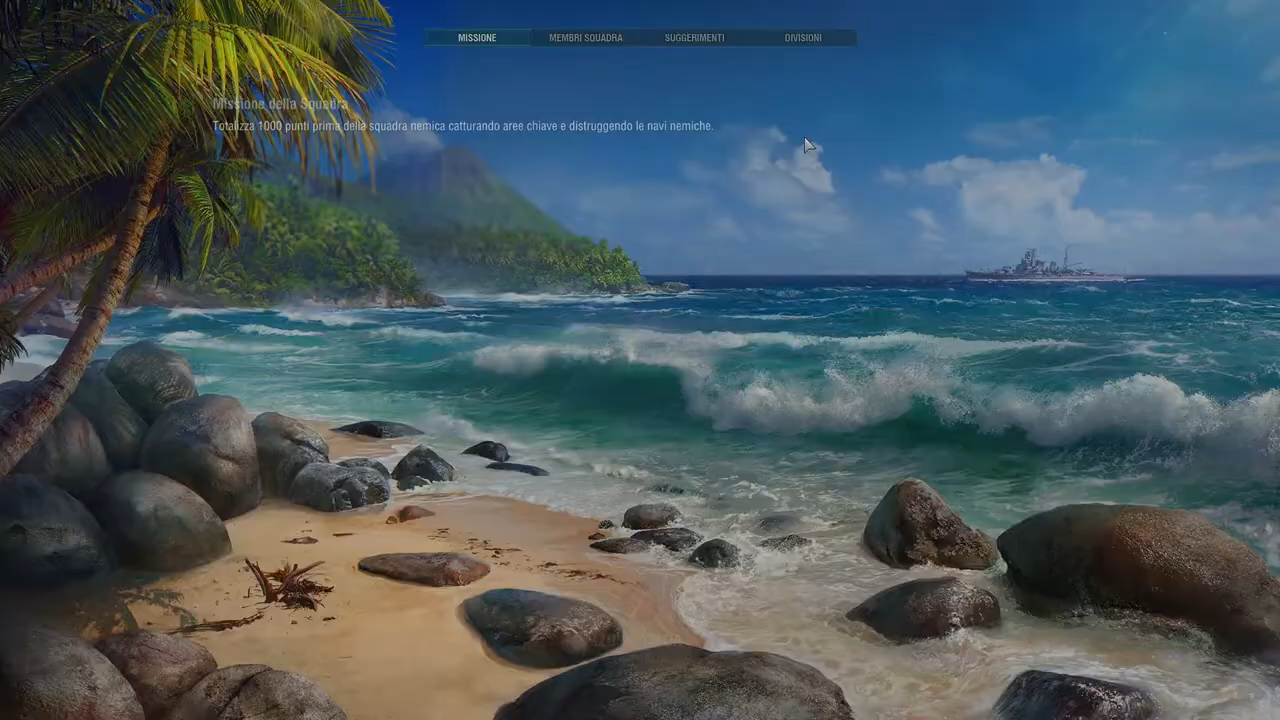 MISSIONE
MEMBRI SQUADRA
SUGGERIMENTI
DIVISIONI
Missione della Squadra
Totalizza 1000 punti prima della squadra nemica catturando aree chiave e distruggendo le navi nemiche.